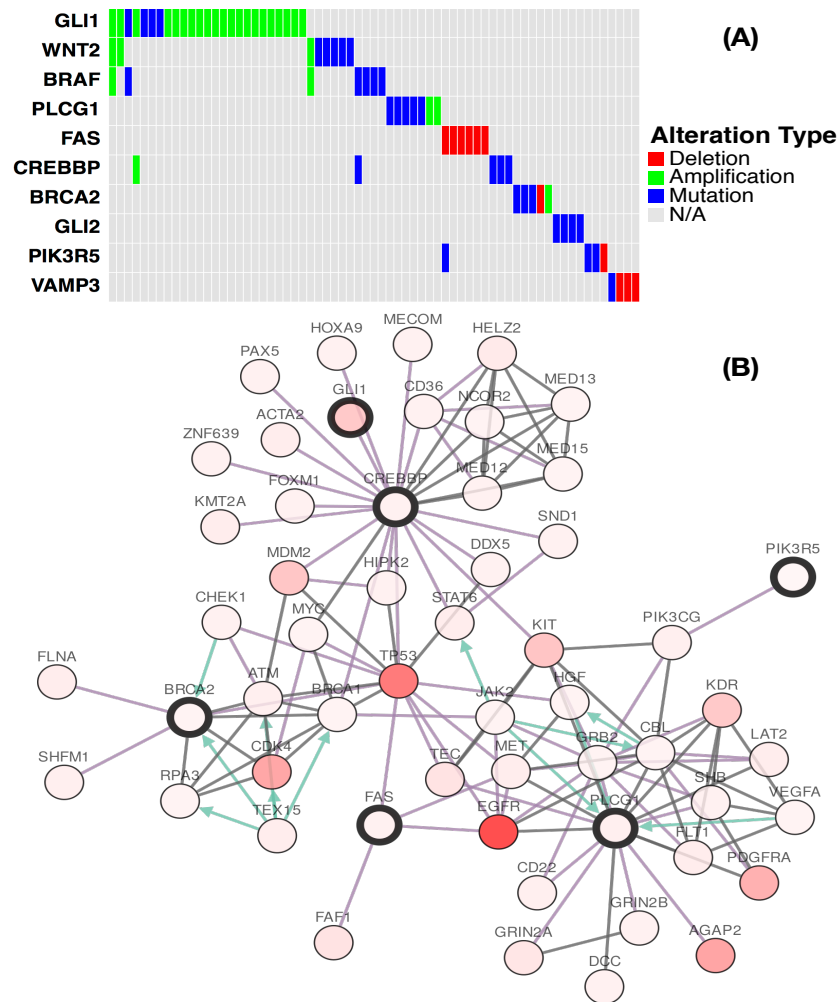 GLI1
(A)
WNT2
BRAF
PLCG1
FAS
Alteration Type
Deletion
CREBBP
Amplification
BRCA2
Mutation
N/A
GLI2
PIK3R5
VAMP3
MECOM
HOXA9
HELZ2
PAX5
(B)
GLI1
CD36
MED13
NCOR2
ACTA2
ZNF639
MED15
MED12
CREBBP
FOXM1
KMT2A
SND1
DDX5
PIK3R5
MDM2
HIPK2
STAT6
CHEK1
MYC
KIT
PIK3CG
FLNA
TP53
ATM
HGF
BRCA2
BRCA1
JAK2
KDR
CBL
GRB2
LAT2
CDK4
TEC
MET
SHFM1
RPA3
SHB
VEGFA
FAS
EGFR
PLCG1
TEX15
FLT1
PDGFRA
CD22
GRIN2B
FAF1
GRIN2A
AGAP2
DCC